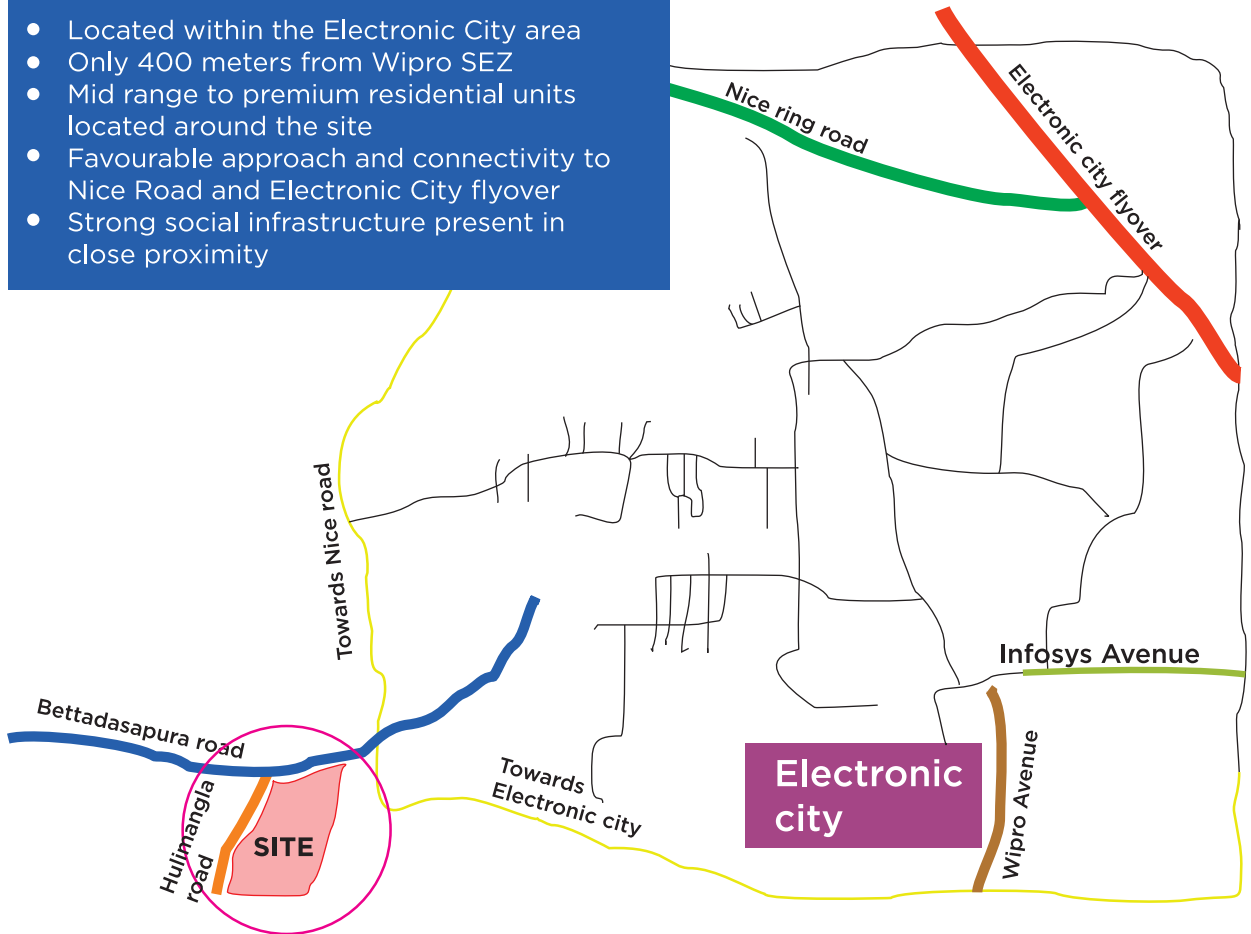 • Located within the Electronic City area
• Only 400 meters from Wipro SEZ
• Mid range to premium residential units
located around the site
• Favourable approach and connectivity to
Nice Road and Electronic City flyover
• Strong social infrastructure present in
close proximity
Nice ring road
Electronic city flyover
Towards Nice road
Infosys Avenue
Bettadasapura road
Hulimangla
road
SITE
Towards
Electronic city
Electronic
city
Wipro Avenue